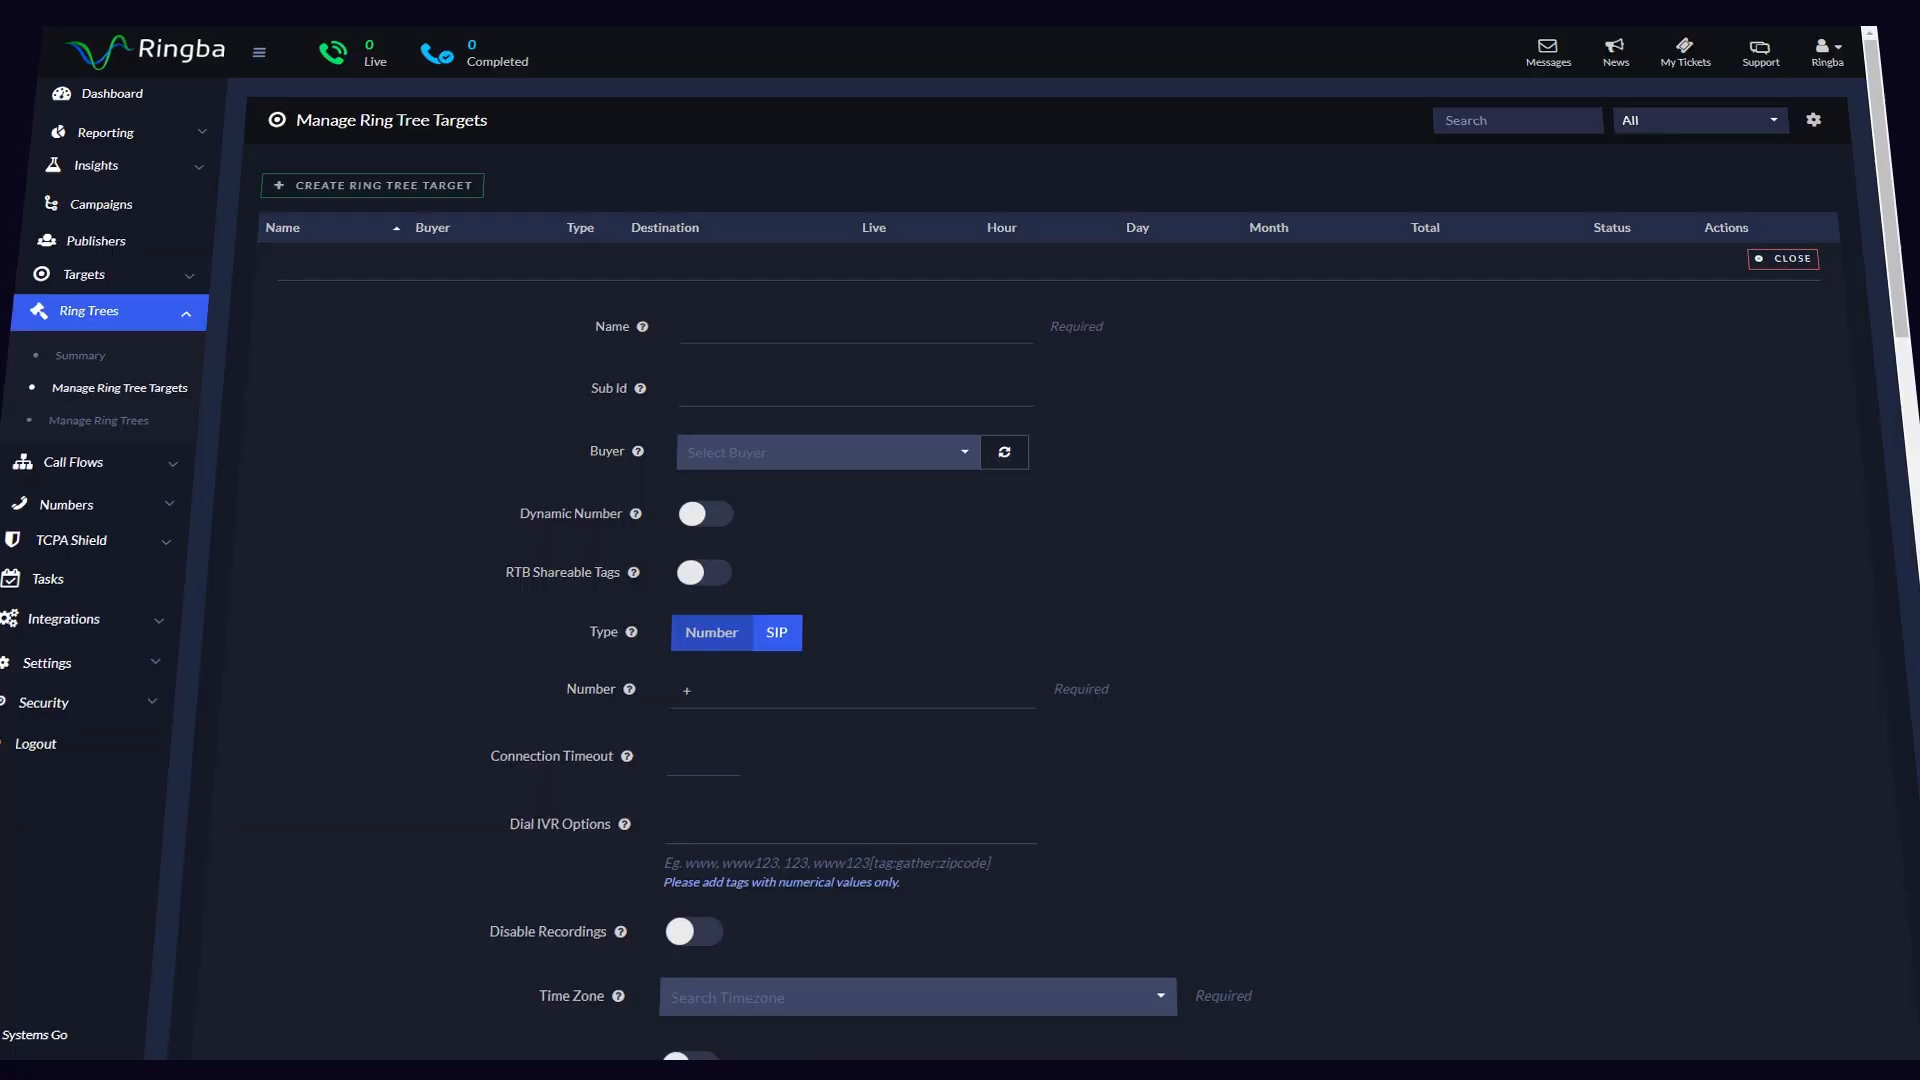 Ringba
0
Live
0
Completed
Messages
News
My Tickets
Support
Ringba
Dashboard
Reporting
Insights
Campaigns
Publishers
Targets
Ring Trees
Summary
Manage Ring Tree Targets
Manage Ring Trees
Call Flows
Numbers
TCPA Shield
Tasks
Integrations
Settings
Security
Logout
Systems Go
Manage Ring Tree Targets
Search
All
+ CREATE RING TREE TARGET
Name Buyer Type Destination Live Hour Day Month Total Status Actions
CLOSE
Name Required
Sub Id
Buyer Select Buyer
Dynamic Number
RTB Shareable Tags
Type Number SIP
Number + Required
Connection Timeout
Dial IVR Options
Eg. www, www123, 123, www123[tag:gather:zipcode]
Please add tags with numerical values only.
Disable Recordings
Time Zone Search Timezone Required